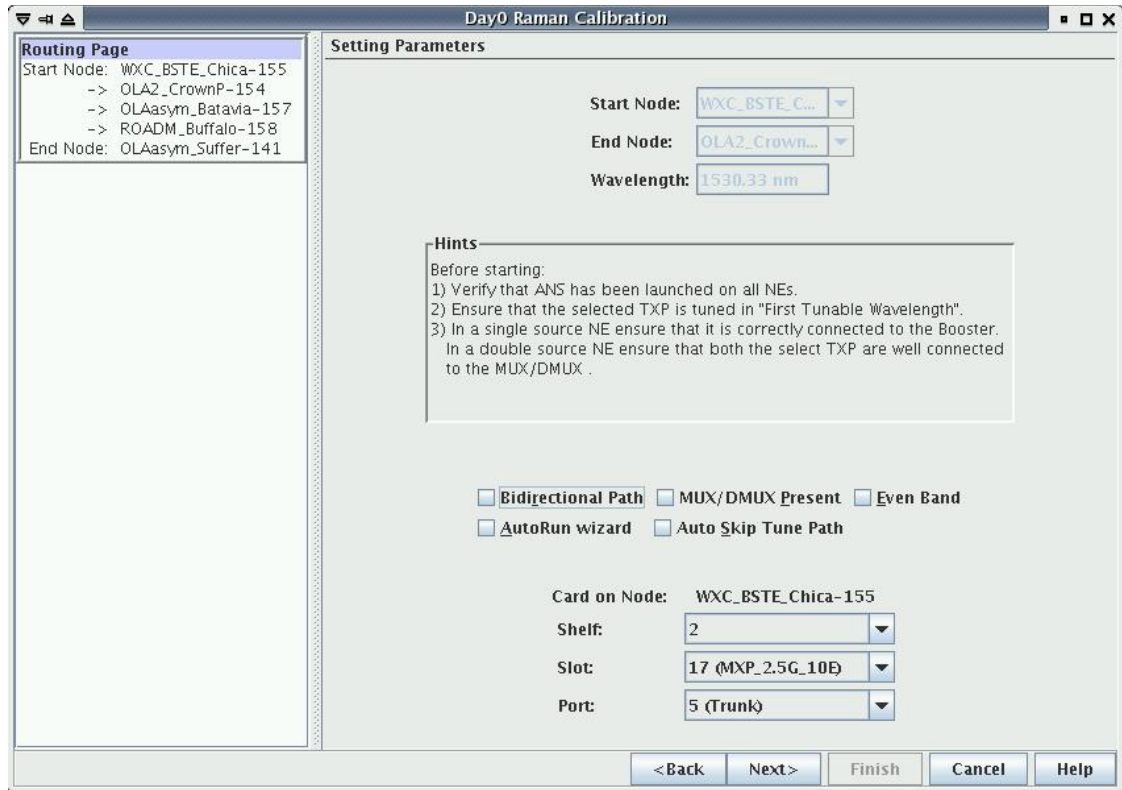 Day0 Raman Calibration
Routing Page
Start Node: WXC_BSTE_Chica-155
-> OLA2_CrownP-154
-> OLAasym_Batavia-157
-> ROADM_Buffalo-158
End Node: OLAasym_Suffer-141
Setting Parameters
Start Node: WXC_BSTE_C...
End Node: OLA2_Crown...
Wavelength: 1530.33 nm
Hints
Before starting:
1) Verify that ANS has been launched on all NEs.
2) Ensure that the selected TXP is tuned in "First Tunable Wavelength".
3) In a single source NE ensure that it is correctly connected to the Booster.
In a double source NE ensure that both the select TXP are well connected
to the MUX/DMUX .
Bidirectional Path MUX/DMUX Present Even Band
AutoRun wizard Auto Skip Tune Path
Card on Node: WXC_BSTE_Chica-155
Shelf: 2
Slot: 17 (MXP_2.5G_10E)
Port: 5 (Trunk)
<Back Next> Finish Cancel Help